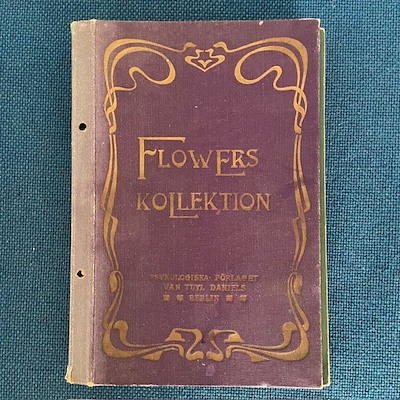 FLOWERS
KOLLEKTION
PSYKOLOGISKA FÖRLAGET
VAN TUYL DANIELS
BERLIN